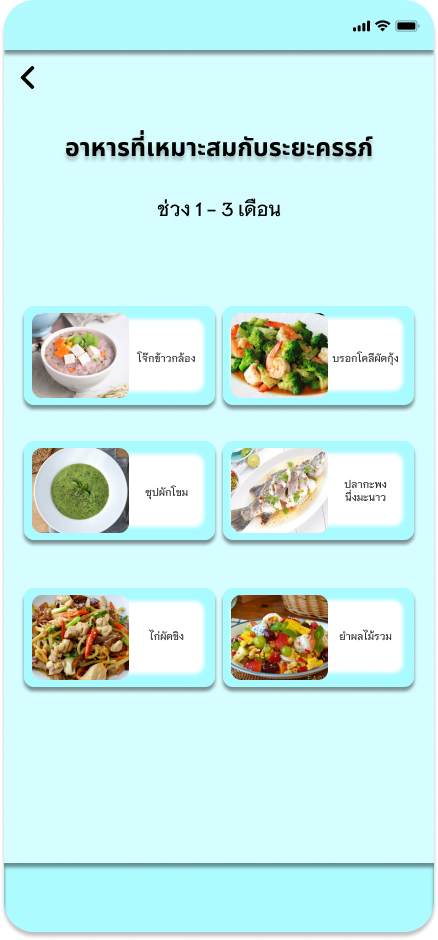 อาหารที่เหมาะสมกับระยะครรภ์
ช่วง 1 - 3 เดือน
โจ๊กข้าวกล้อง
บรอกโคลีผัดกุ้ง
ซุปผักโขม
ปลากะพง
นึ่งมะนาว
ไก่ผัดขิง
ยำผลไม้รวม